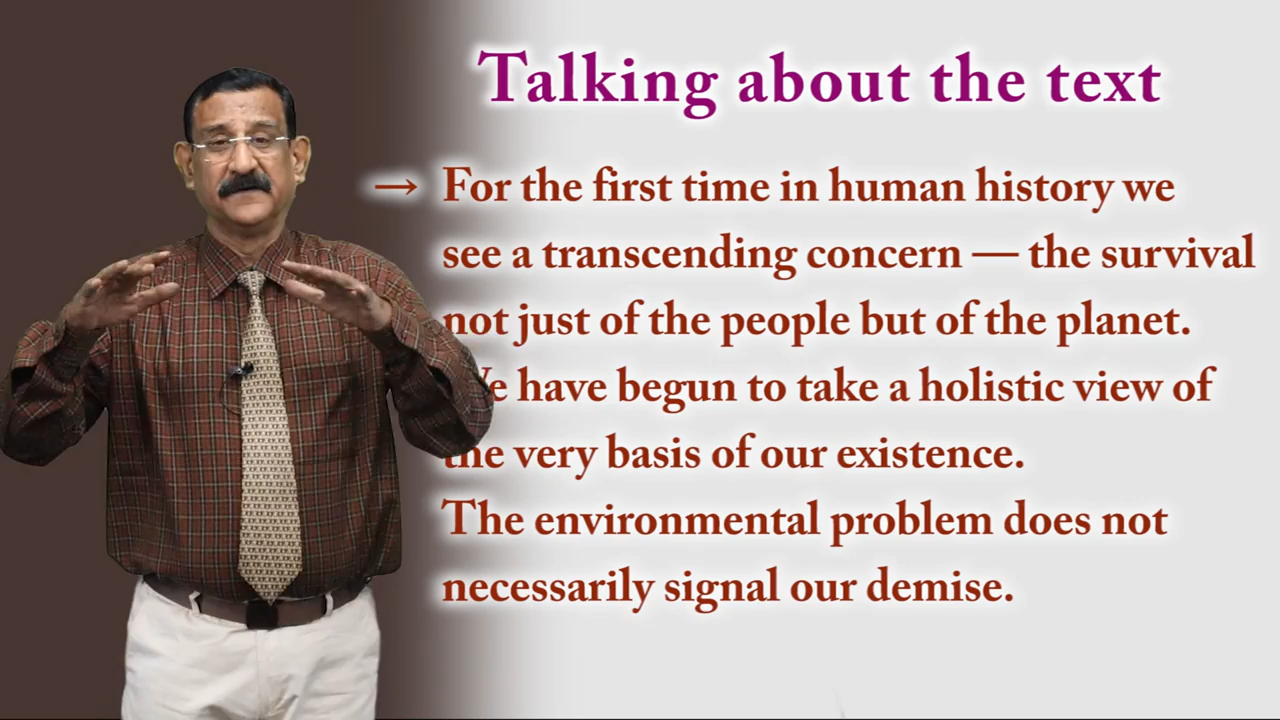 Talking about the text
→ For the first time in human history we
see a transcending concern — the survival
not just of the people but of the planet.
We have begun to take a holistic view of
the very basis of our existence.
The environmental problem does not
necessarily signal our demise.